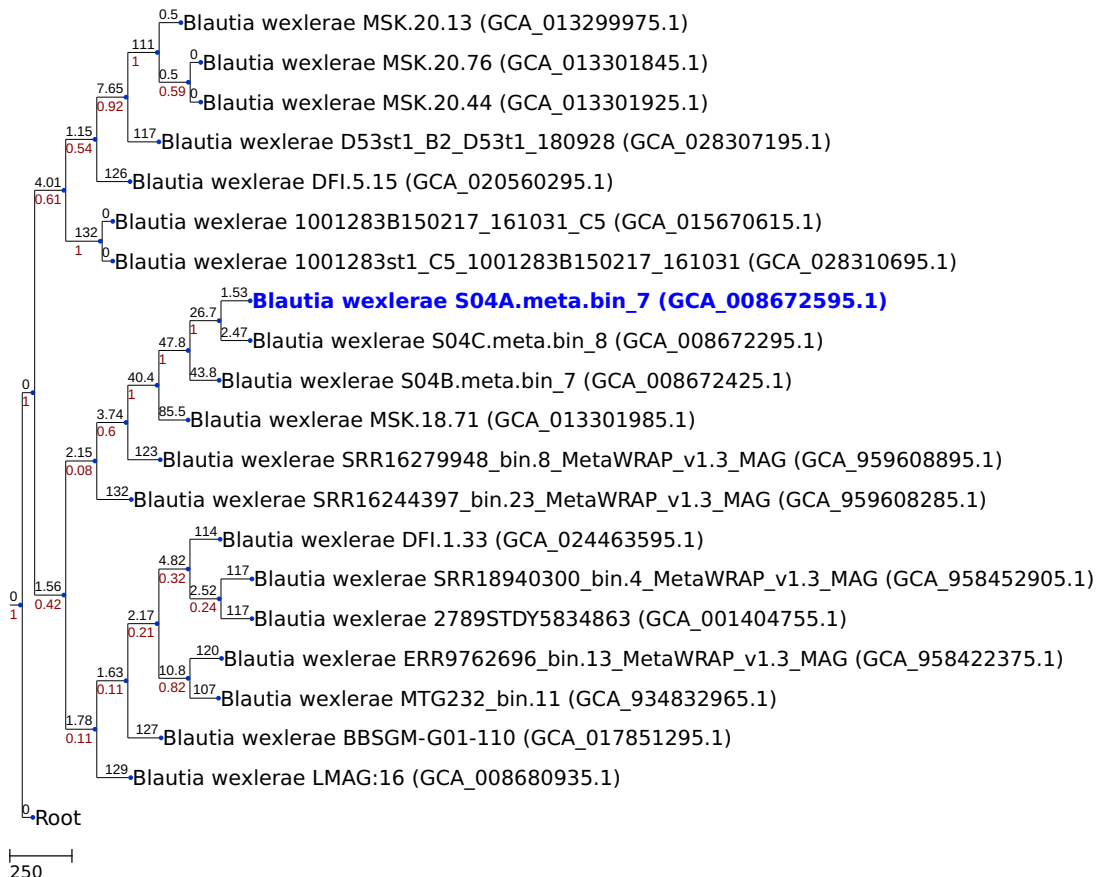 0.5 Blautia wexlerae MSK.20.13 (GCA_013299975.1)
111
1
0 Blautia wexlerae MSK.20.76 (GCA_013301845.1)
0.5
0.59
0 Blautia wexlerae MSK.20.44 (GCA_013301925.1)
7.65
0.92
117 Blautia wexlerae D53st1_B2_D53t1_180928 (GCA_028307195.1)
1.15
0.54
126 Blautia wexlerae DFI.5.15 (GCA_020560295.1)
4.01
0.61
0 Blautia wexlerae 1001283B150217_161031_C5 (GCA_015670615.1)
132
1
0 Blautia wexlerae 1001283st1_C5_1001283B150217_161031 (GCA_028310695.1)
1.53 Blautia wexlerae S04A.meta.bin_7 (GCA_008672595.1)
26.7
1
2.47 Blautia wexlerae S04C.meta.bin_8 (GCA_008672295.1)
47.8
1
43.8 Blautia wexlerae S04B.meta.bin_7 (GCA_008672425.1)
40.4
1
0
1
85.5 Blautia wexlerae MSK.18.71 (GCA_013301985.1)
3.74
0.6
123 Blautia wexlerae SRR16279948_bin.8_MetaWRAP_v1.3_MAG (GCA_959608895.1)
2.15
0.08
132 Blautia wexlerae SRR16244397_bin.23_MetaWRAP_v1.3_MAG (GCA_959608285.1)
114 Blautia wexlerae DFI.1.33 (GCA_024463595.1)
4.82
0.32
117 Blautia wexlerae SRR18940300_bin.4_MetaWRAP_v1.3_MAG (GCA_958452905.1)
1.56
0.42
2.52
0.24
0
1
117 Blautia wexlerae 2789STDY5834863 (GCA_001404755.1)
2.17
0.21
120 Blautia wexlerae ERR9762696_bin.13_MetaWRAP_v1.3_MAG (GCA_958422375.1)
10.8
0.82
1.63
0.11
107 Blautia wexlerae MTG232_bin.11 (GCA_934832965.1)
1.78
0.11
127 Blautia wexlerae BBSGM-G01-110 (GCA_017851295.1)
129 Blautia wexlerae LMAG:16 (GCA_008680935.1)
0 Root
250